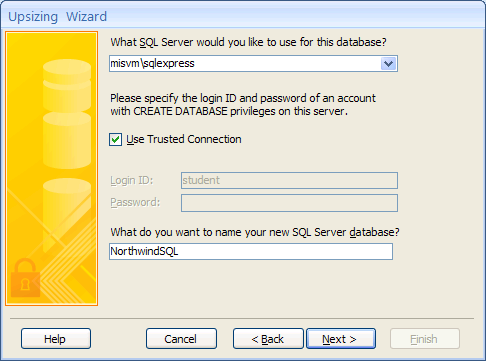 Upsizing Wizard
What SQL Server would you like to use for this database?
misvm\sqlexpress
Please specify the login ID and password of an account
with CREATE DATABASE privileges on this server.
Use Trusted Connection
Login ID:
student
Password:
What do you want to name your new SQL Server database?
NorthwindSQL
Help
Cancel
< Back
Next >
Finish